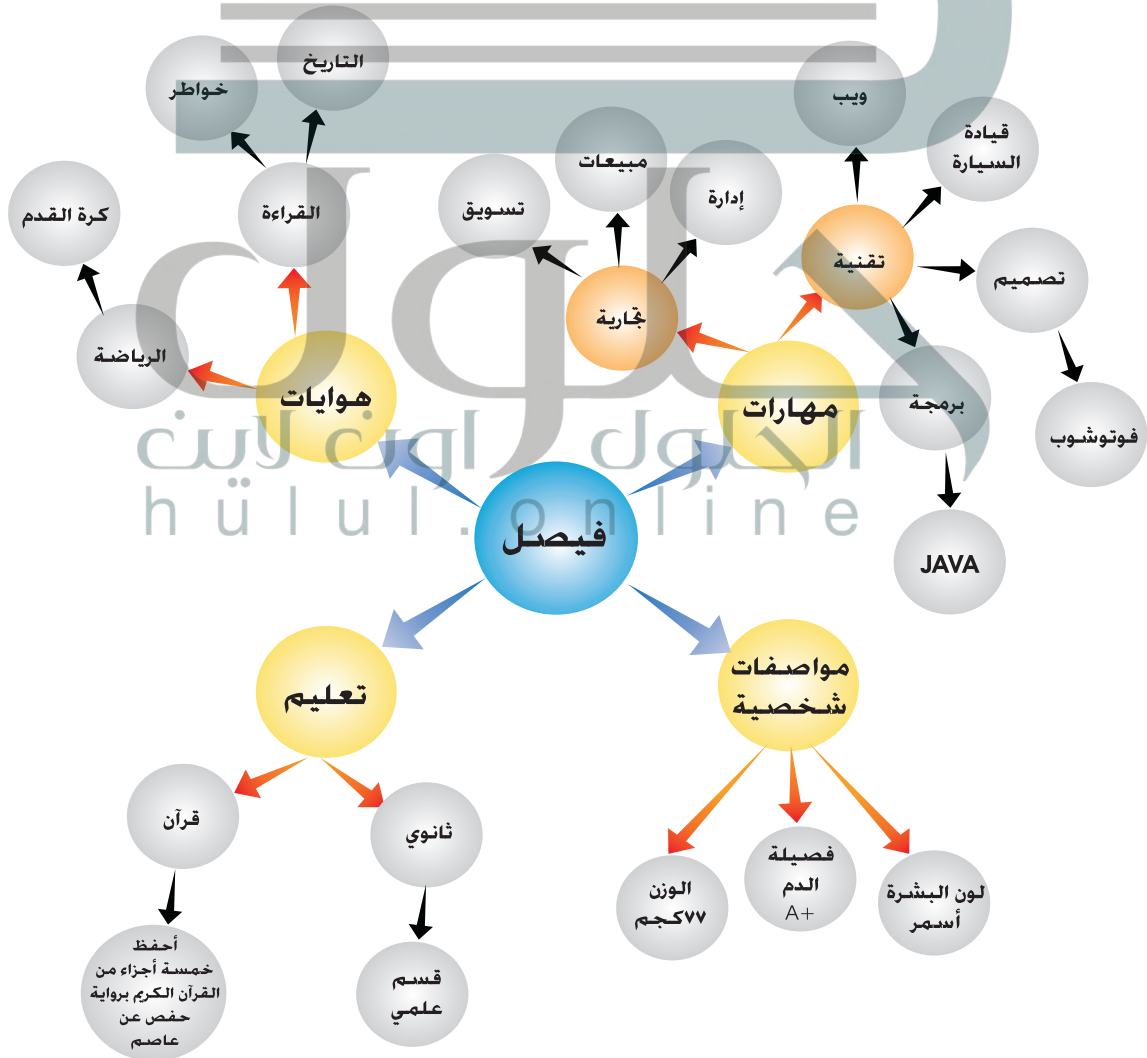 التاريخ
خواطر
ويب
قيادة
السيارة
مبيعات
إدارة
تسويق
القراءة
كرة القدم
تقنية
تصميم
تجارية
الرياضة
هوايات
مهارات
برمجة
فوتوشوب
الحلول اون لاين
hülul.online
فيصل
JAVA
مواصفات
شخصية
تعليم
قرآن
ثانوي
الوزن
٧٧كجم
فصيلة
الدم
A+
لون البشرة
أسمر
أحفظ
خمسة أجزاء من
القرآن الكريم برواية
حفص عن
عاصم
قسم
علمي